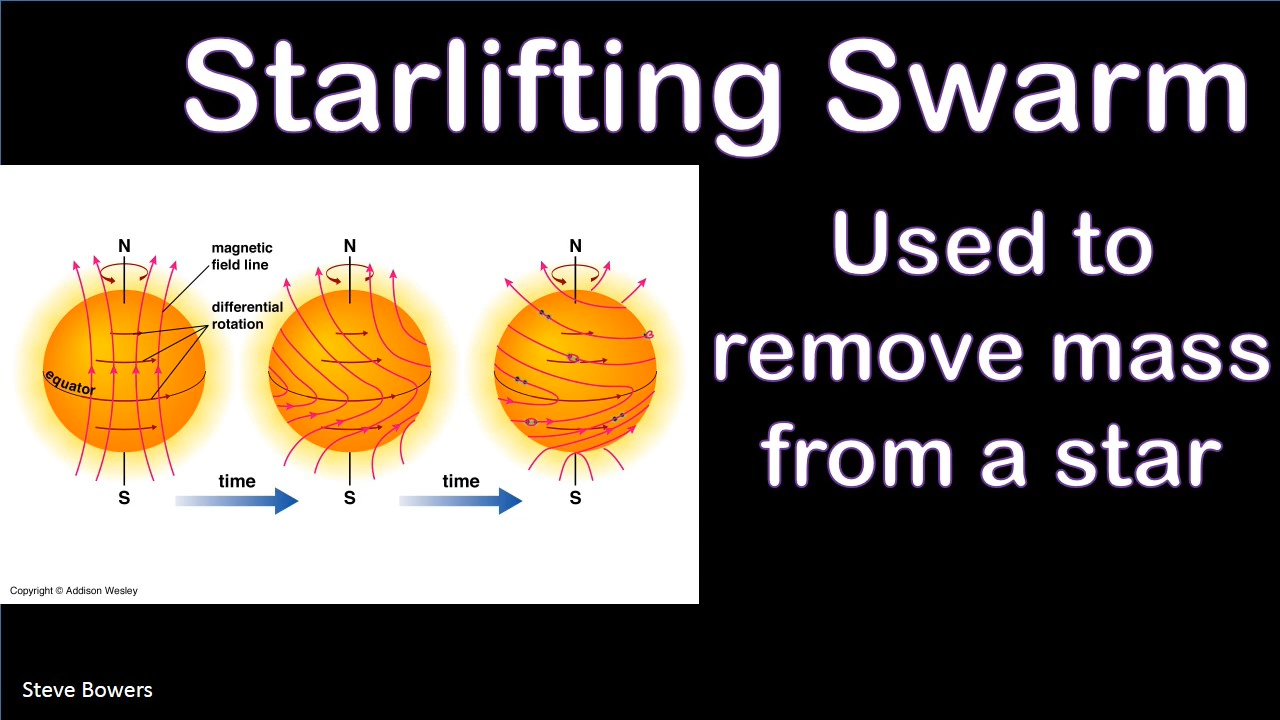 Starlifting Swarm
Used to
remove mass
from a star
N
magnetic
field line
differential
rotation
equator
S
time
N
S
time
N
S
Copyright © Addison Wesley
Steve Bowers